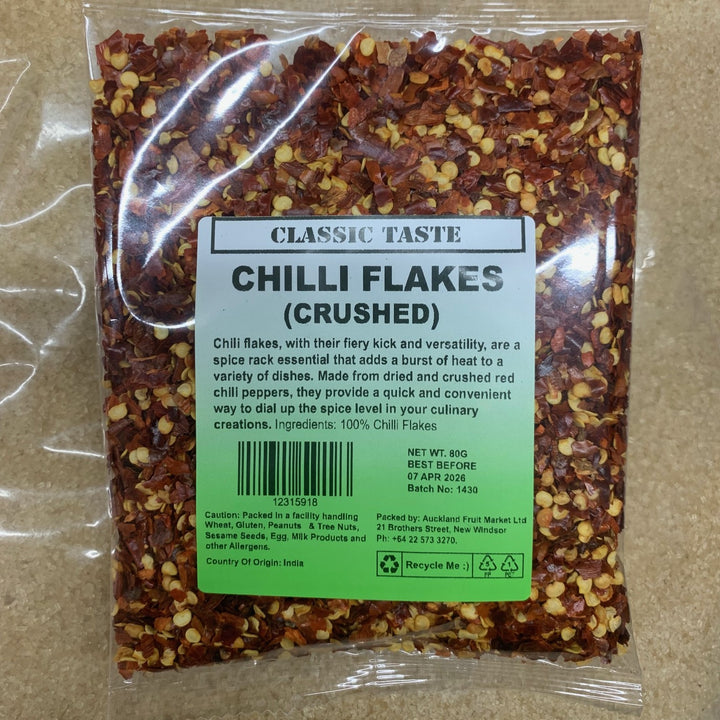 CLASSIC TASTE
CHILLI FLAKES
(CRUSHED)
Chili flakes, with their fiery kick and versatility, are a
spice rack essential that adds a burst of heat to a
variety of dishes. Made from dried and crushed red
chili peppers, they provide a quick and convenient
way to dial up the spice level in your culinary
creations. Ingredients: 100% Chilli Flakes
12315918
NET WT. 80G
BEST BEFORE
07 APR 2026
Batch No: 1430
Caution: Packed in a facility handling
Wheat, Gluten, Peanuts & Tree Nuts,
Sesame Seeds, Egg, Milk Products and
other Allergens.
Country Of Origin: India
Packed by: Auckland Fruit Market Ltd
21 Brothers Street, New Windsor
Ph: +64 22 573 3270.
Recycle Me :)
5
PP
1
PET